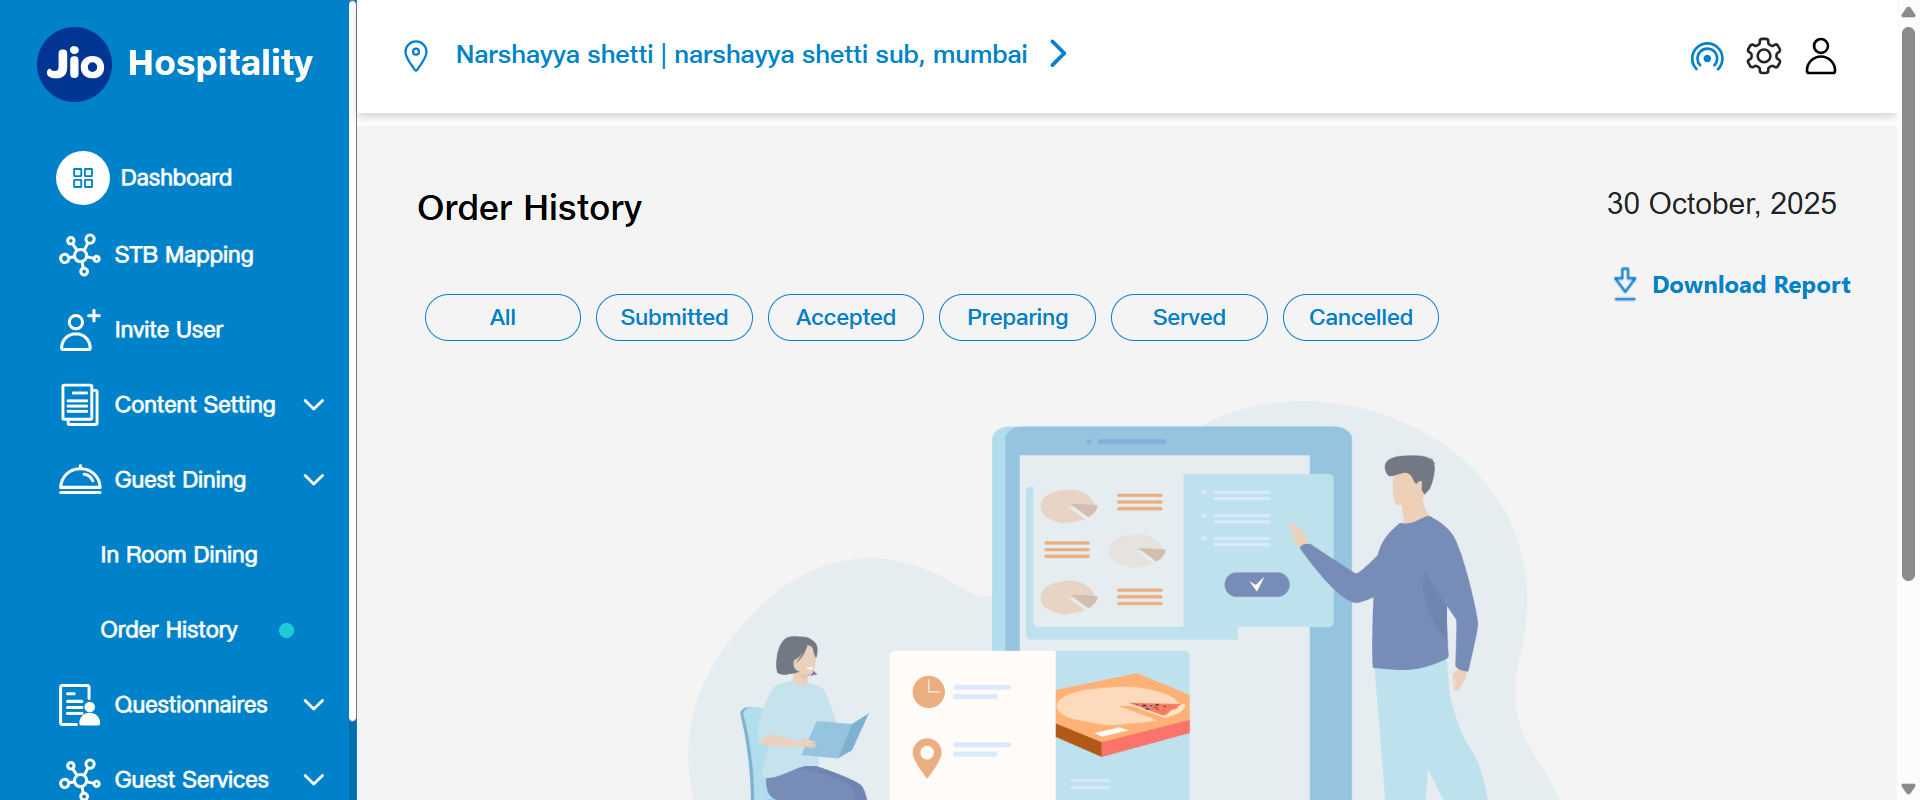 Jio Hospitality
Dashboard
STB Mapping
Invite User
Content Setting
Guest Dining
In Room Dining
Order History
Questionnaires
Guest Services
Narshayya shetti | narshayya shetti sub, mumbai
Order History
30 October, 2025
Download Report
All
Submitted
Accepted
Preparing
Served
Cancelled